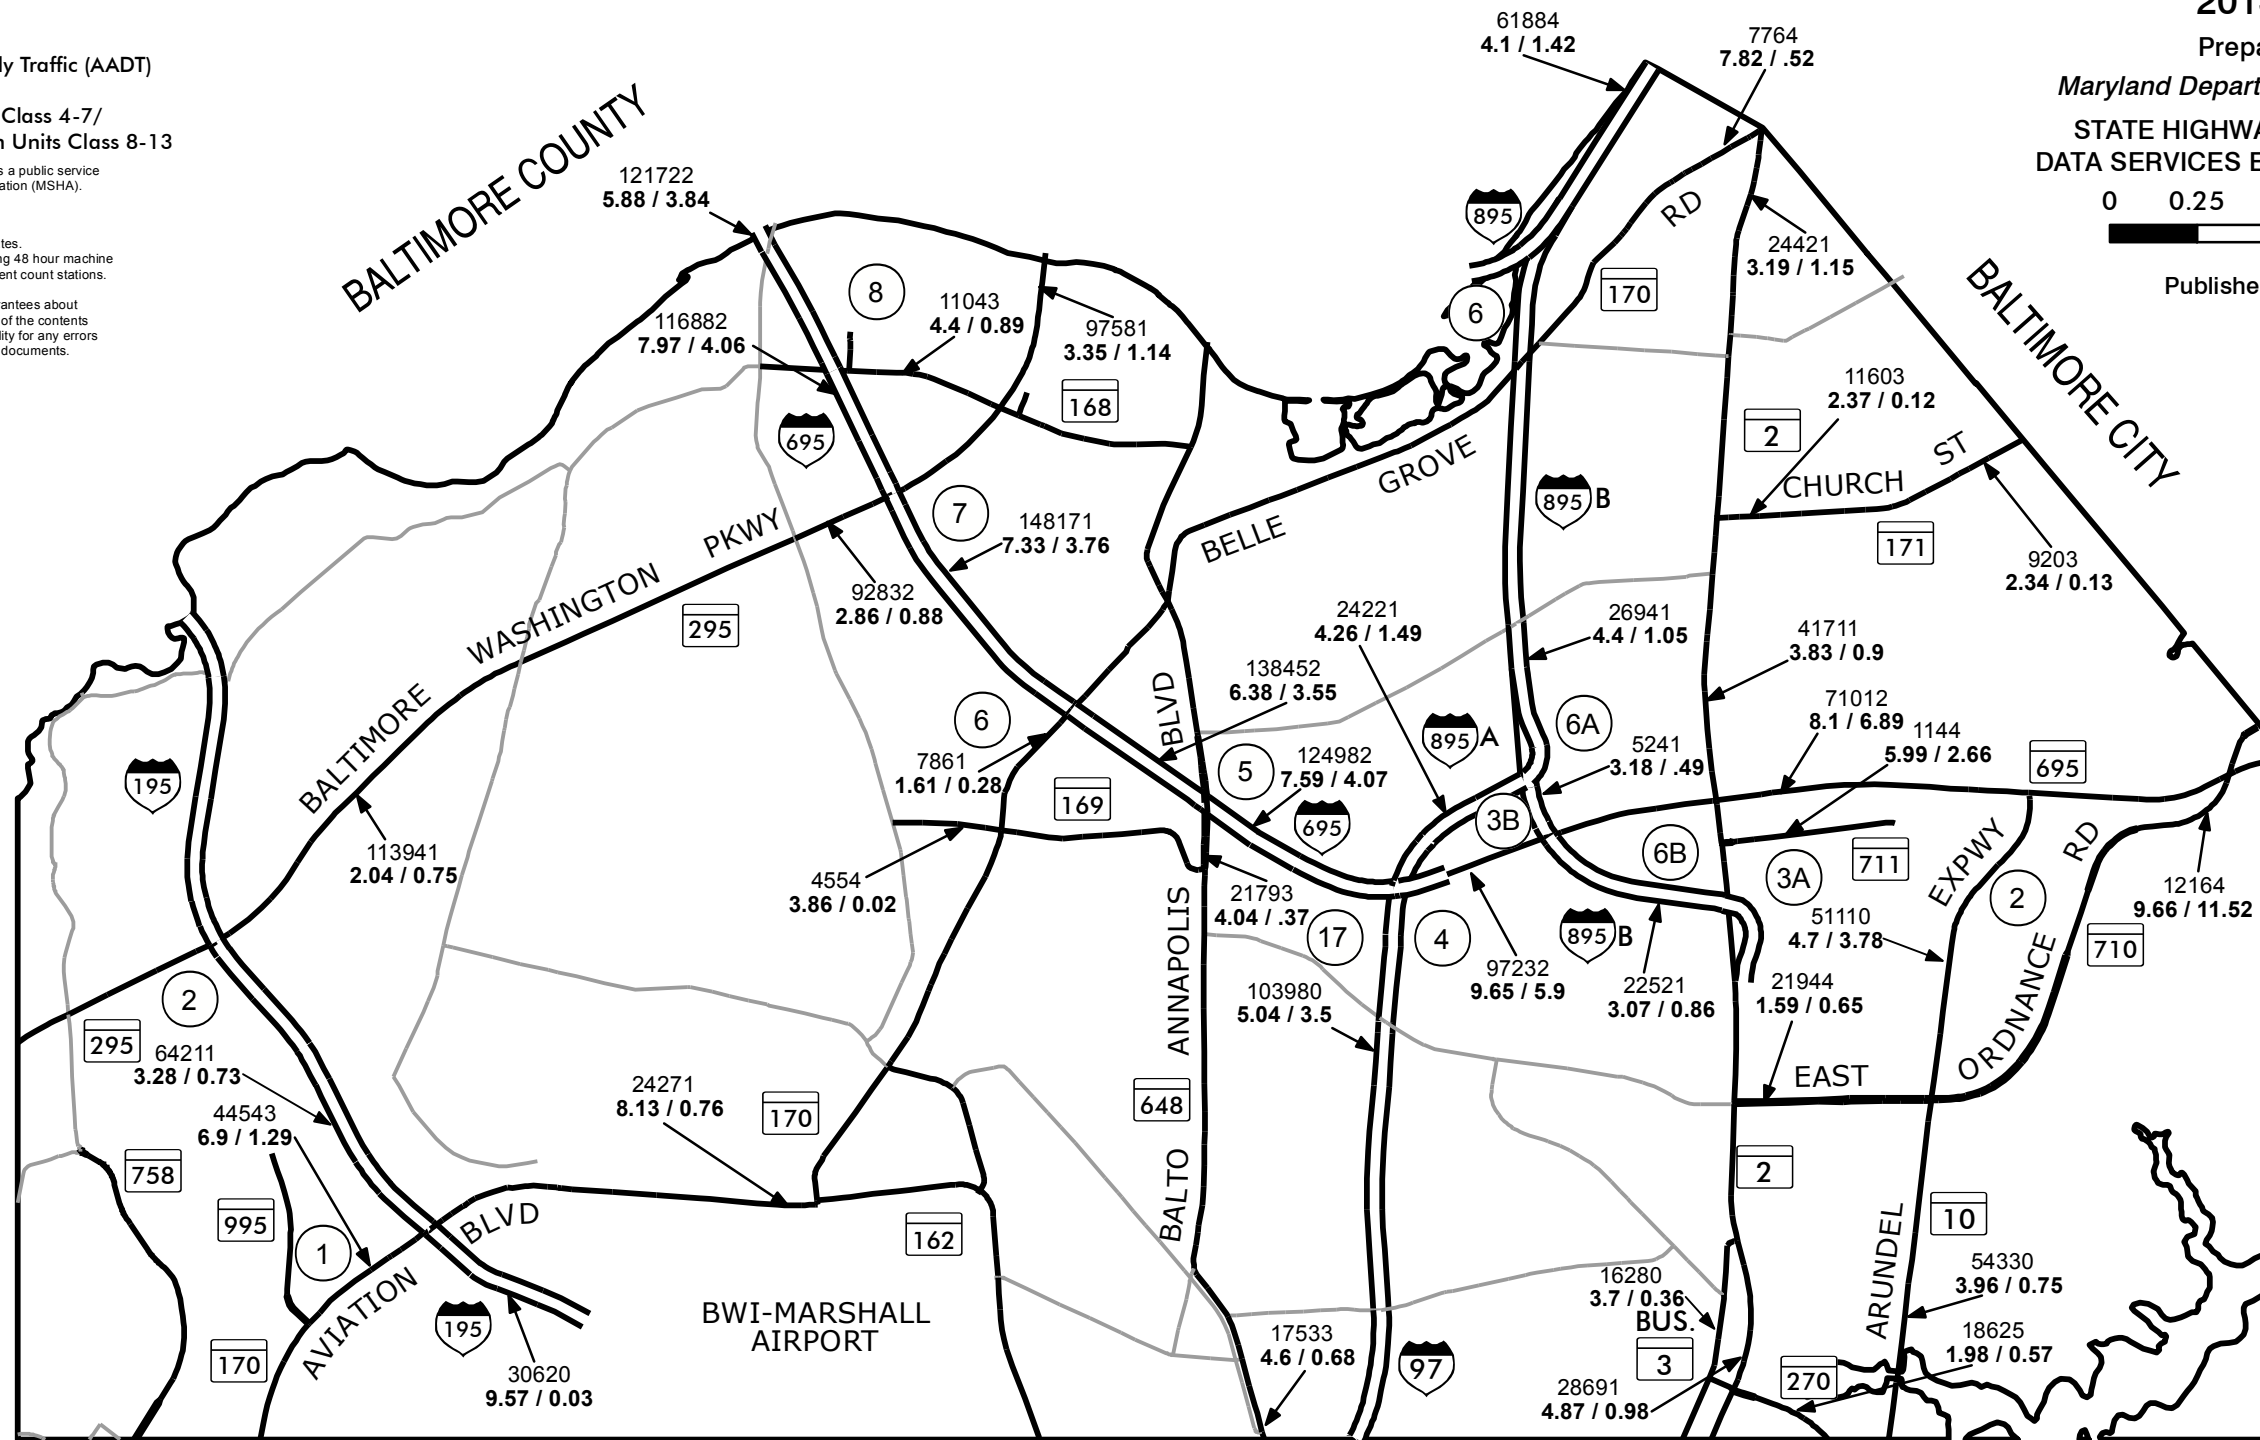 61884
4.1 / 1.42
7764
7.82 / .52
Traffic (AADT)
Class 4-7/
Units Class 8-13
a public service
(MSHA).
48 hour machine
count stations.
about
of the contents
for any errors
documents.
Maryland
STATE
DATA SERVICES
0 0.25
BALTIMORE COUNTY
121722
5.88 / 3.84
895
RD
170
24421
3.19 / 1.15
BALTIMORE CITY
8
11043
4.4 / 0.89
116882
7.97 / 4.06
97581
3.35 / 1.14
6
168
695
11603
2.37 / 0.12
2
CHURCH ST
171
9203
2.34 / 0.13
GROVE
BELLE
895 B
7
148171
7.33 / 3.76
BALTIMORE WASHINGTON PKWY
92832
2.86 / 0.88
295
24221
4.26 / 1.49
26941
4.4 / 1.05
41711
3.83 / 0.9
138452
6.38 / 3.55
BLVD
6
895 A
6A
71012
8.1 / 6.89
1144
5.99 / 2.66
695
195
7861
1.61 / 0.28
169
5
124982
7.59 / 4.07
695
5241
3.18 / .49
3B
6B
3A
711
EXPWY
RD
12164
9.66 / 11.52
113941
2.04 / 0.75
4554
3.86 / 0.02
21793
4.04 / .37
17
4
97232
9.65 / 5.9
895 B
22521
3.07 / 0.86
51110
4.7 / 3.78
2
710
ANNAPOLIS
103980
5.04 / 3.5
21944
1.59 / 0.65
ORDNANCE
EAST
2
295
64211
3.28 / 0.73
44543
6.9 / 1.29
24271
8.13 / 0.76
170
648
758
995
1
BLVD
AVIATION
162
BALTO
2
10
ARUNDEL
54330
3.96 / 0.75
16280
3.7 / 0.36
BUS.
3
BWI-MARSHALL
AIRPORT
195
30620
9.57 / 0.03
170
17533
4.6 / 0.68
97
28691
4.87 / 0.98
270
18625
1.98 / 0.57